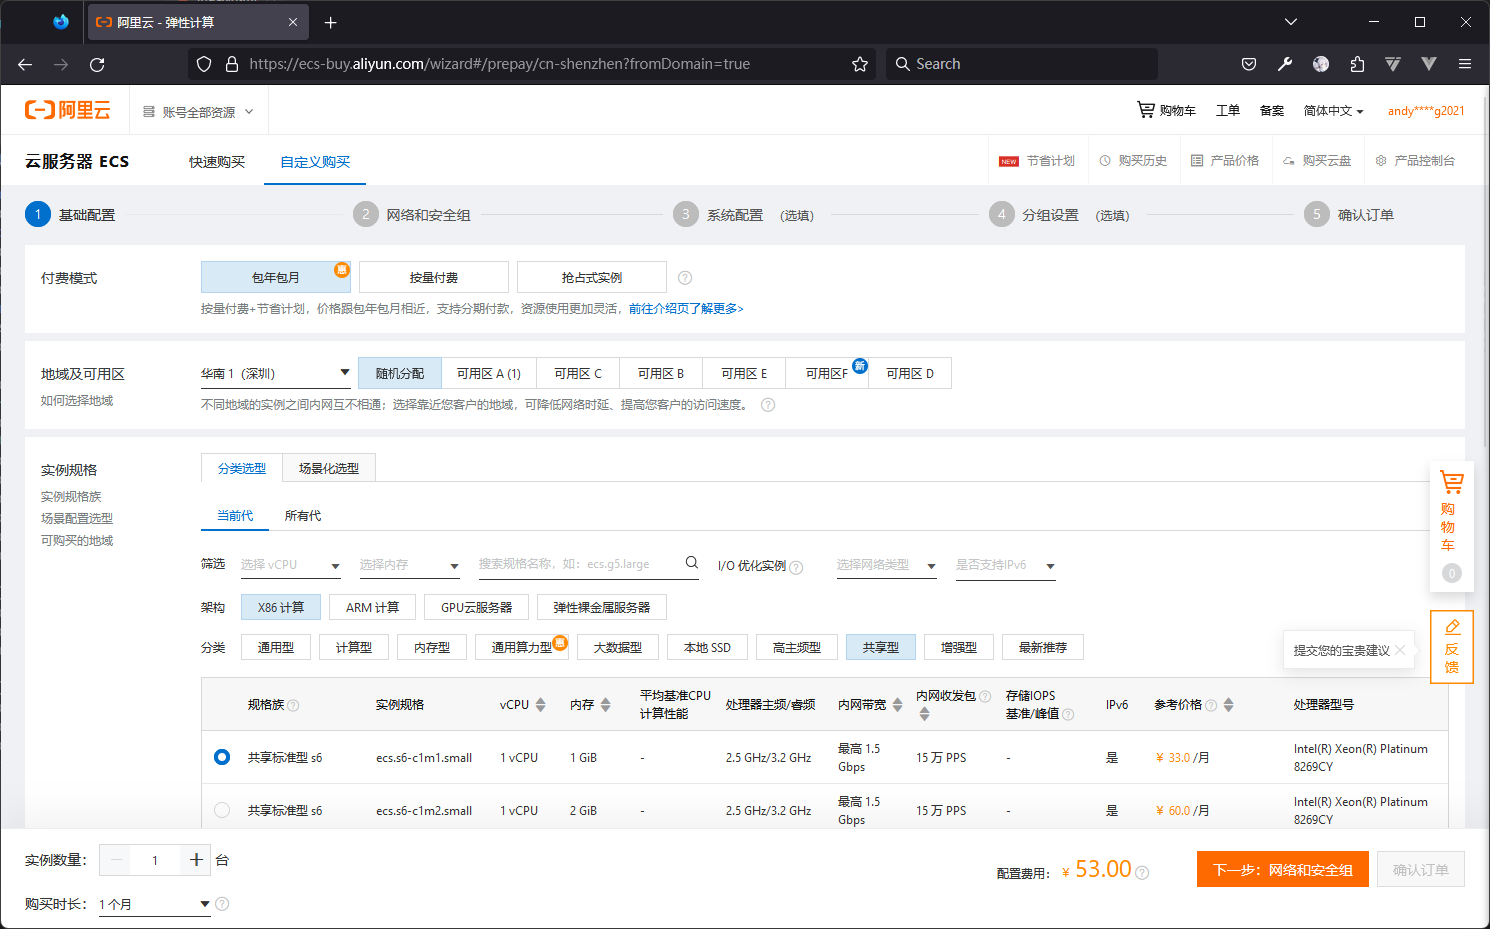 阿里云 - 弹性计算
https://ecs-buy.aliyun.com/wizard#/prepay/cn-shenzhen?fromDomain=true
Search
阿里云
账号全部资源
购物车
工单
备案
简体中文
andy****g2021
云服务器 ECS
快速购买
自定义购买
NEW 节省计划
购买历史
产品价格
购买云盘
产品控制台
1 基础配置
2 网络和安全组
3 系统配置 (选填)
4 分组设置 (选填)
5 确认订单
付费模式
包年包月
惠
按量付费
抢占式实例
按量付费+节省计划，价格跟包年包月相近，支持分期付款，资源使用更加灵活，前往介绍页了解更多>
地域及可用区
如何选择地域
华南 1（深圳）
随机分配
可用区 A (1)
可用区 C
可用区 B
可用区 E
可用区F
新
可用区 D
不同地域的实例之间内网互不相通；选择靠近您客户的地域，可降低网络时延、提高您客户的访问速度。
实例规格
实例规格族
场景配置选型
可购买的地域
分类选型
场景化选型
当前代
所有代
筛选
选择 vCPU
选择内存
搜索规格名称，如：ecs.g5.large
I/O 优化实例
选择网络类型
是否支持IPv6
架构
X86 计算
ARM 计算
GPU云服务器
弹性裸金属服务器
分类
通用型
计算型
内存型
通用算力型
惠
大数据型
本地 SSD
高主频型
共享型
增强型
最新推荐
规格族
实例规格
vCPU
内存
平均基准CPU
计算性能
处理器主频/睿频
内网带宽
内网收发包
存储IOPS
基准/峰值
IPv6
参考价格
处理器型号
共享标准型 s6
ecs.s6-c1m1.small
1 vCPU
1 GiB
-
2.5 GHz/3.2 GHz
最高 1.5
Gbps
15 万 PPS
-
是
¥ 33.0 /月
Intel(R) Xeon(R) Platinum
8269CY
共享标准型 s6
ecs.s6-c1m2.small
1 vCPU
2 GiB
-
2.5 GHz/3.2 GHz
最高 1.5
Gbps
15 万 PPS
-
是
¥ 60.0 /月
Intel(R) Xeon(R) Platinum
8269CY
购
物
车
0
提交您的宝贵建议
反
馈
实例数量：
1
台
购买时长：
1 个月
配置费用：
¥ 53.00
下一步：网络和安全组
确认订单